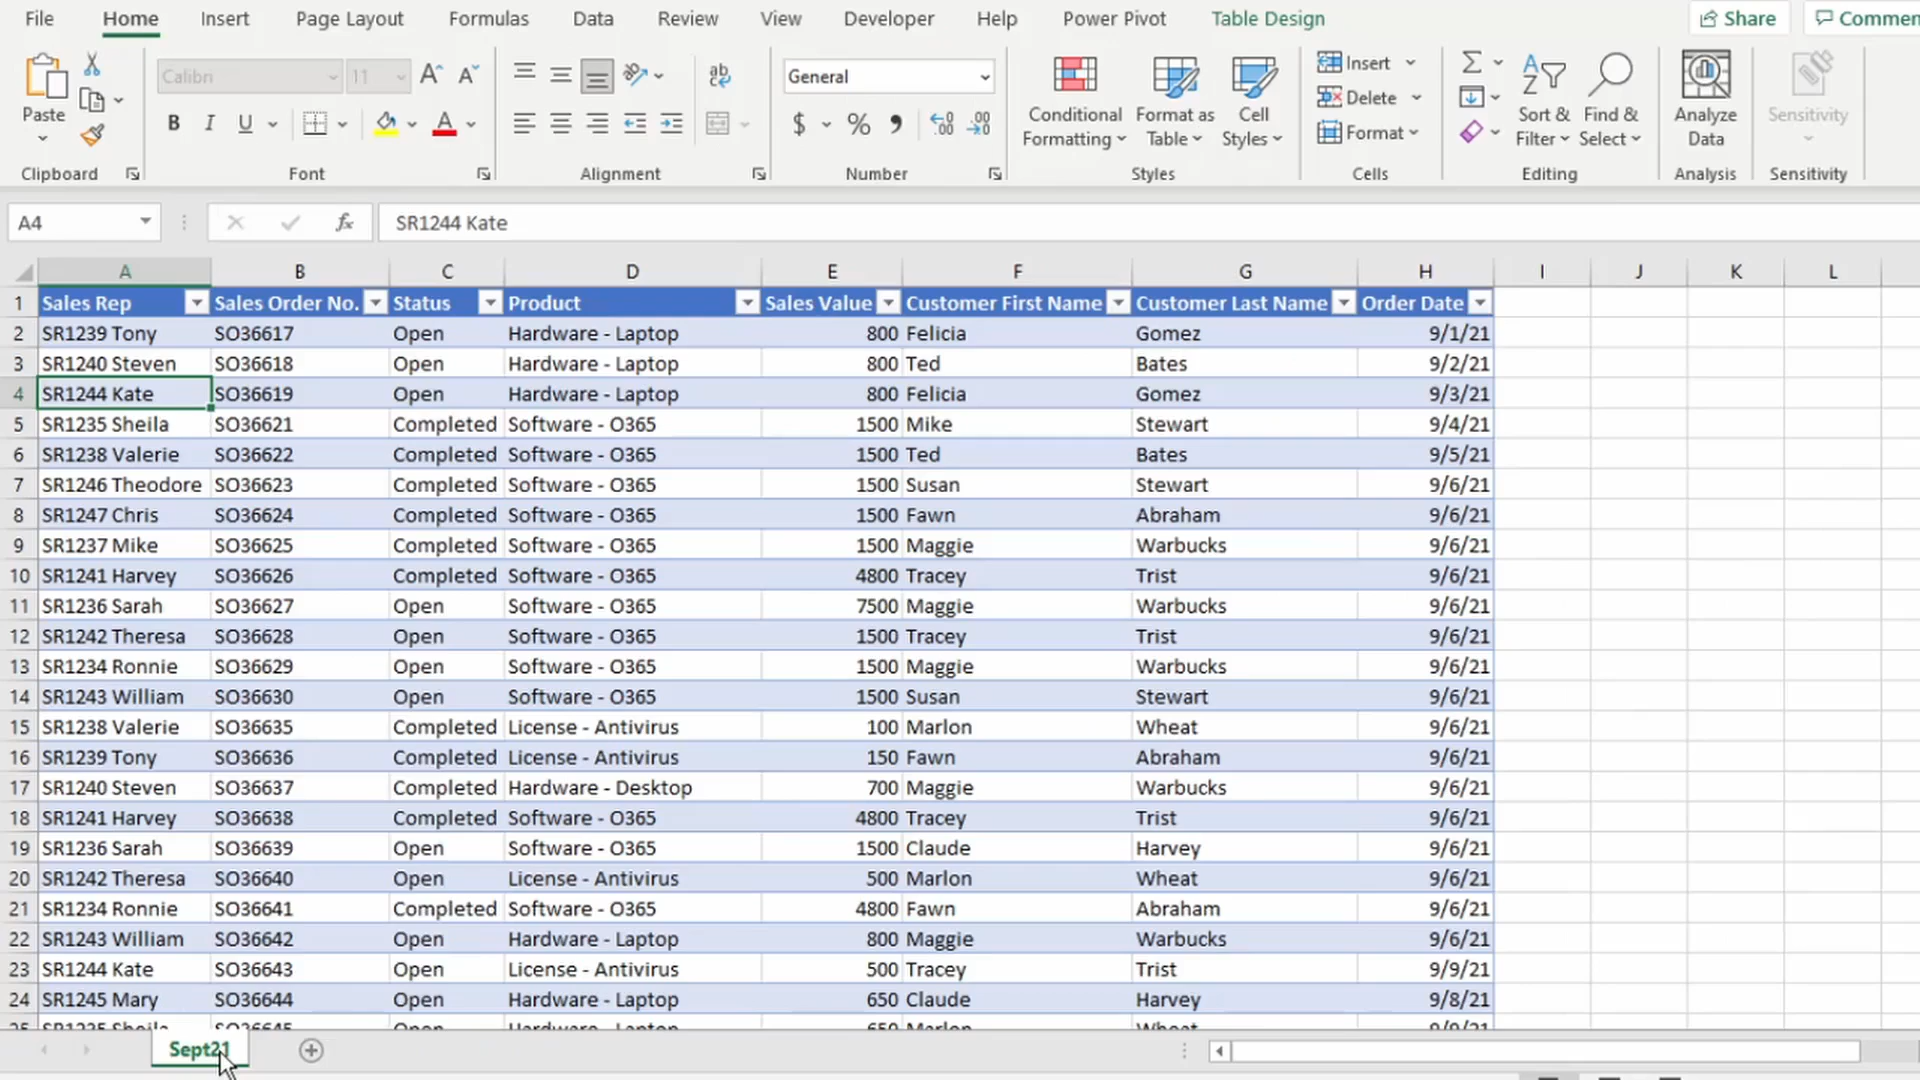 File Home Insert Page Layout Formulas Data Review View Developer Help Power Pivot Table Design Share Commen
Paste Calibri 11 B I U ab General $ % Conditional Formatting Format as Table Cell Styles Insert Delete Format Sort & Filter Find & Select Analyze Data Sensitivity
Clipboard Font Alignment Number Styles Cells Editing Analysis Sensitivity
A4 fx SR1244 Kate
A B C D E F G H I J K L
1 Sales Rep Sales Order No. Status Product Sales Value Customer First Name Customer Last Name Order Date
2 SR1239 Tony SO36617 Open Hardware - Laptop 800 Felicia Gomez 9/1/21
3 SR1240 Steven SO36618 Open Hardware - Laptop 800 Ted Bates 9/2/21
4 SR1244 Kate SO36619 Open Hardware - Laptop 800 Felicia Gomez 9/3/21
5 SR1235 Sheila SO36621 Completed Software - O365 1500 Mike Stewart 9/4/21
6 SR1238 Valerie SO36622 Completed Software - O365 1500 Ted Bates 9/5/21
7 SR1246 Theodore SO36623 Completed Software - O365 1500 Susan Stewart 9/6/21
8 SR1247 Chris SO36624 Completed Software - O365 1500 Fawn Abraham 9/6/21
9 SR1237 Mike SO36625 Completed Software - O365 1500 Maggie Warbucks 9/6/21
10 SR1241 Harvey SO36626 Completed Software - O365 4800 Tracey Trist 9/6/21
11 SR1236 Sarah SO36627 Open Software - O365 7500 Maggie Warbucks 9/6/21
12 SR1242 Theresa SO36628 Open Software - O365 1500 Tracey Trist 9/6/21
13 SR1234 Ronnie SO36629 Open Software - O365 1500 Maggie Warbucks 9/6/21
14 SR1243 William SO36630 Open Software - O365 1500 Susan Stewart 9/6/21
15 SR1238 Valerie SO36635 Completed License - Antivirus 100 Marlon Wheat 9/6/21
16 SR1239 Tony SO36636 Completed License - Antivirus 150 Fawn Abraham 9/6/21
17 SR1240 Steven SO36637 Completed Hardware - Desktop 700 Maggie Warbucks 9/6/21
18 SR1241 Harvey SO36638 Completed Software - O365 4800 Tracey Trist 9/6/21
19 SR1236 Sarah SO36639 Open Software - O365 1500 Claude Harvey 9/6/21
20 SR1242 Theresa SO36640 Open License - Antivirus 500 Marlon Wheat 9/6/21
21 SR1234 Ronnie SO36641 Completed Software - O365 4800 Fawn Abraham 9/6/21
22 SR1243 William SO36642 Open Hardware - Laptop 800 Maggie Warbucks 9/6/21
23 SR1244 Kate SO36643 Open License - Antivirus 500 Tracey Trist 9/9/21
24 SR1245 Mary SO36644 Open Hardware - Laptop 650 Claude Harvey 9/8/21
25 SR1235 Sheila SO36645 Open Hardware - Laptop 650 Marlon Wheat 9/9/21
Sept21